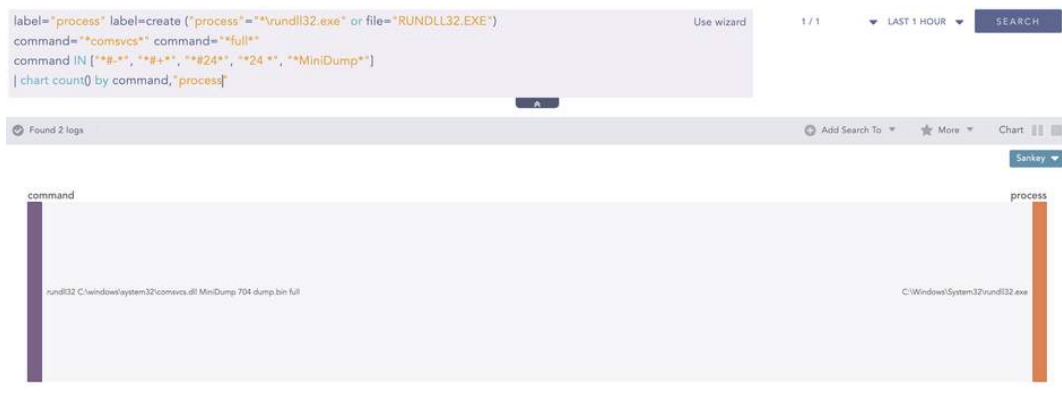 label="process" label=create ("process"="*\rundll32.exe" or file="RUNDLL32.EXE")
command="*comsvcs*" command="*full*"
command IN ["*#-*", "*#+*", "*#24*", "*24 *", "*MiniDump*"]
| chart count() by command,"process"
Use wizard
1 / 1
LAST 1 HOUR
SEARCH
Found 2 logs
Add Search To
More
Chart
Sankey
command
process
rundll32 C:\windows\system32\comsvcs.dll MiniDump 704 dump.bin full
C:\Windows\System32\rundll32.exe